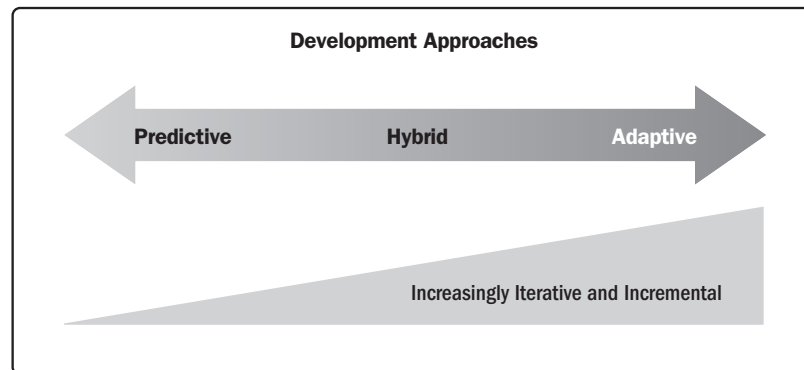 Development Approaches
Predictive Hybrid Adaptive
Increasingly Iterative and Incremental